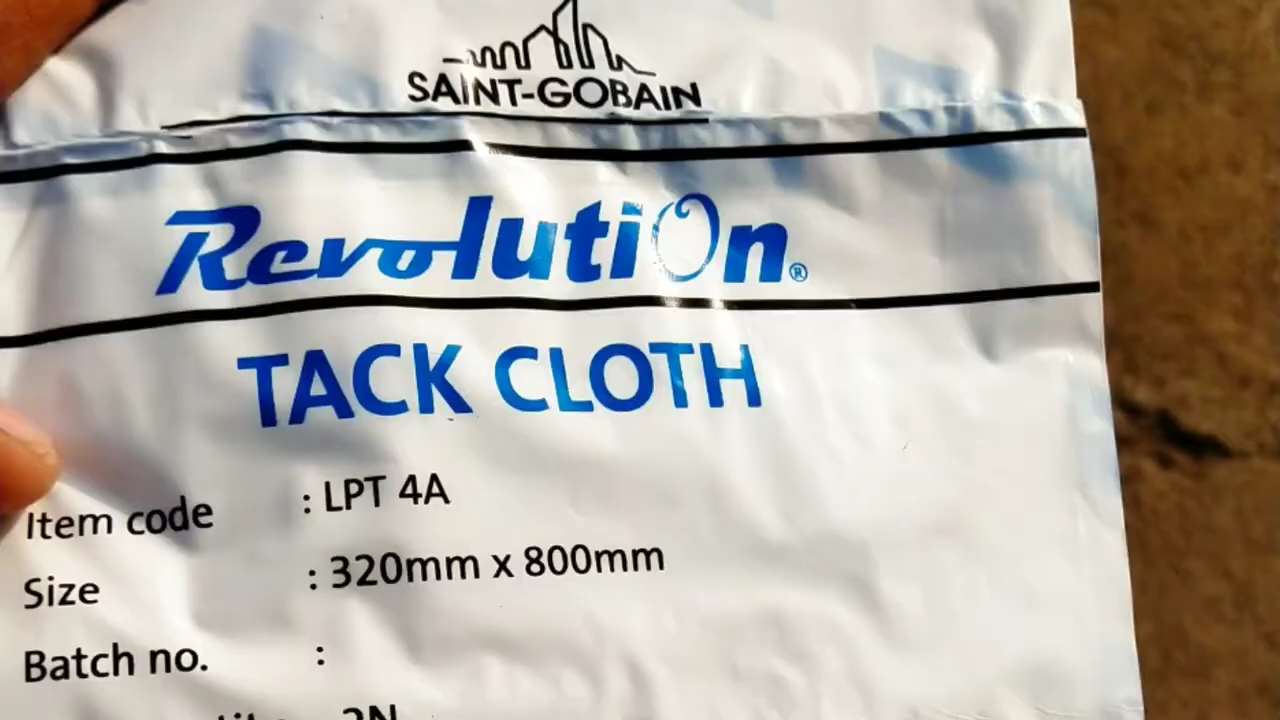 SAINT-GOBAIN
Revolution®
TACK CLOTH
Item code : LPT 4A
Size : 320mm x 800mm
Batch no. :